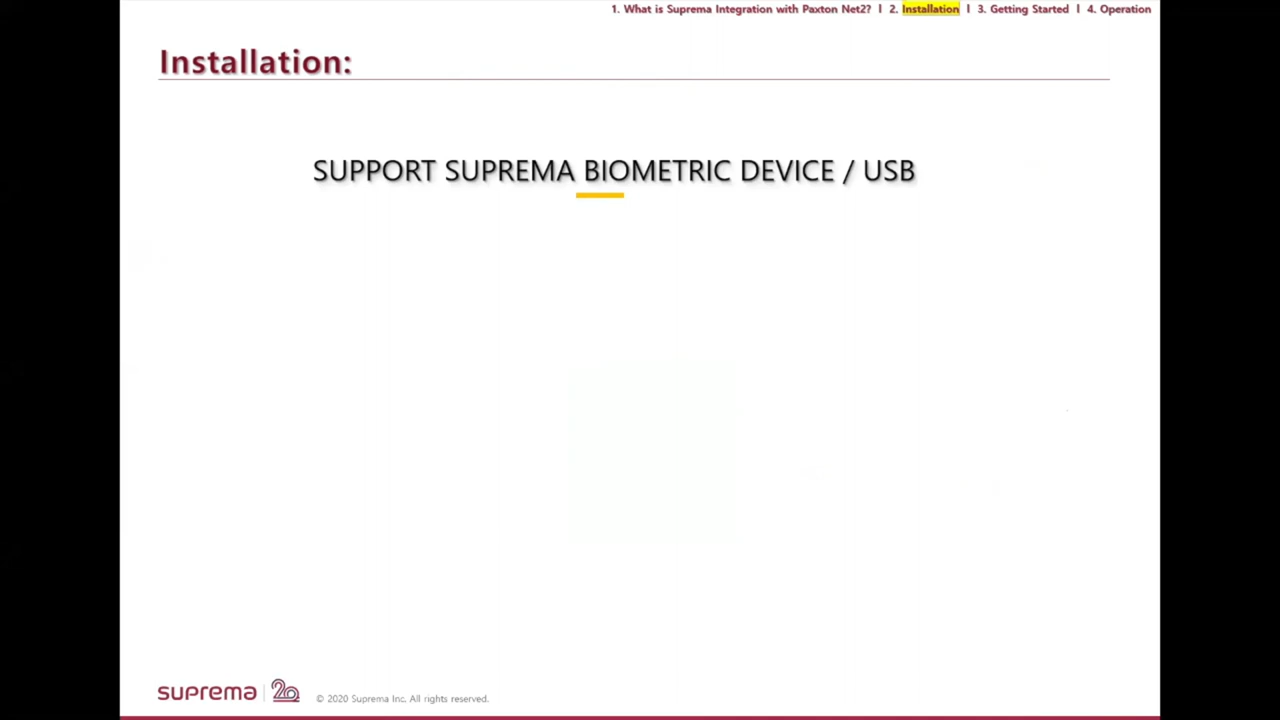 1. What is Suprema Integration with Paxton Net2? l 2. Installation l 3. Getting Started l 4. Operation
Installation:
SUPPORT SUPREMA BIOMETRIC DEVICE / USB
suprema 20 © 2020 Suprema Inc. All rights reserved.